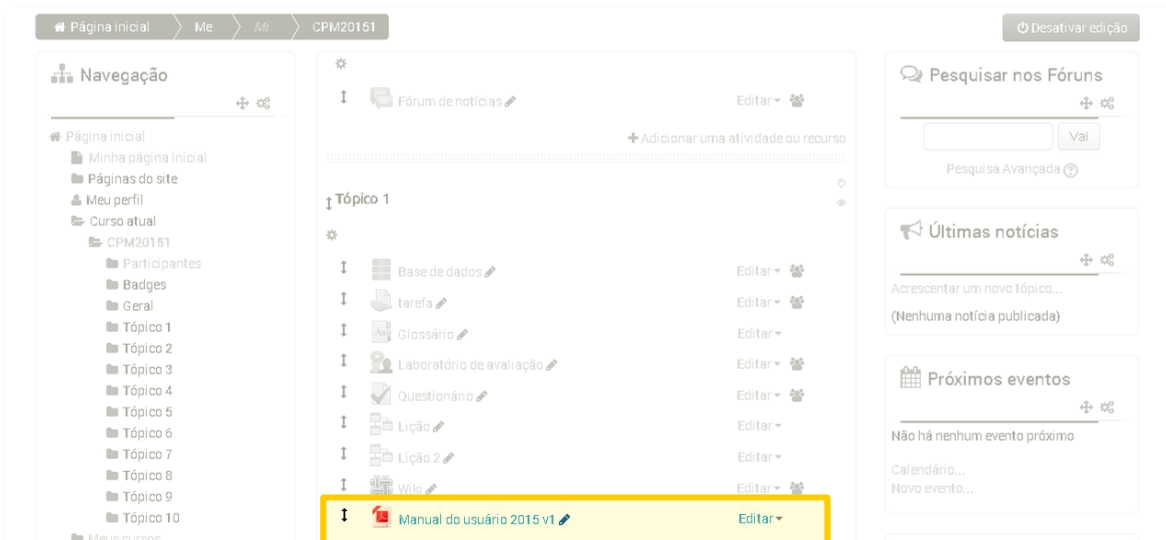 Página inicial
Me
Mi
CPM20151
Desativar edição
Navegação
Página inicial
Minha página inicial
Páginas do site
Meu perfil
Curso atual
CPM20151
Participantes
Badges
Geral
Tópico 1
Tópico 2
Tópico 3
Tópico 4
Tópico 5
Tópico 6
Tópico 7
Tópico 8
Tópico 9
Tópico 10
Meus cursos
Fórum de notícias
Editar
Adicionar uma atividade ou recurso
Tópico 1
Base de dados
Editar
tarefa
Editar
Glossário
Editar
Laboratório de avaliação
Editar
Questionário
Editar
Lição
Editar
Lição 2
Editar
Wiki
Editar
Manual do usuário 2015 v1
Editar
Pesquisar nos Fóruns
Vai
Pesquisa Avançada
Últimas notícias
Acrescentar um novo tópico...
(Nenhuma notícia publicada)
Próximos eventos
Não há nenhum evento próximo
Calendário...
Novo evento...